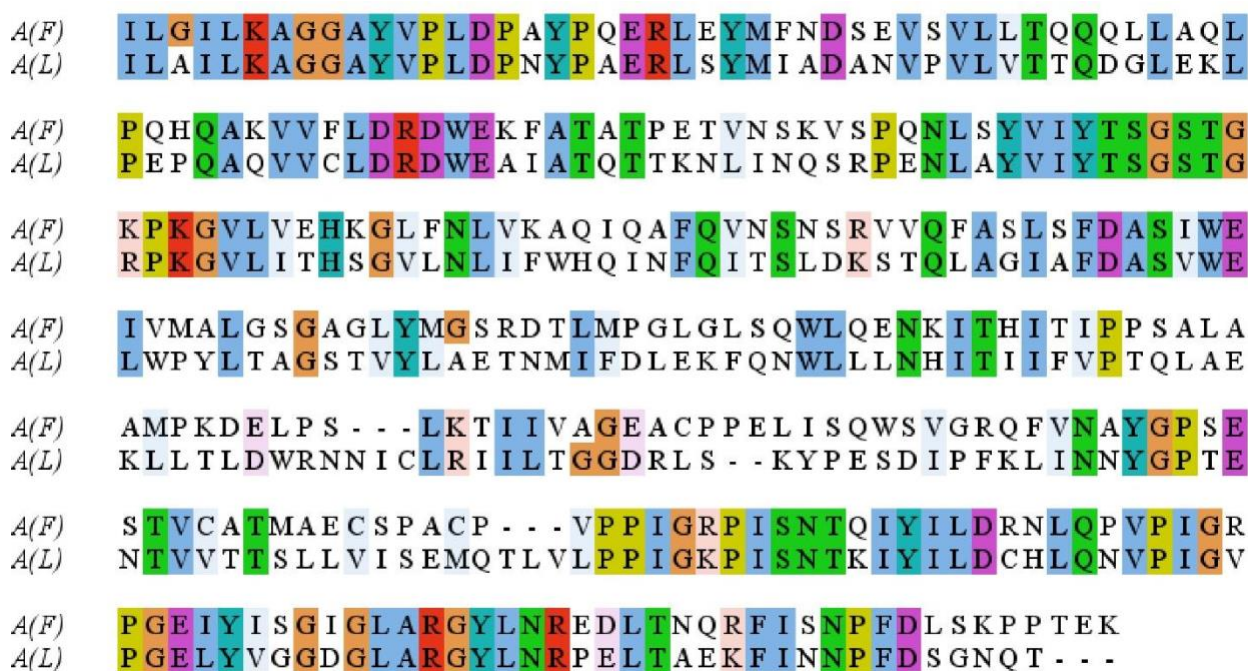 A(F) ILGILKAGGAYVPLDPAYPQERLEYMFNDSEVSVLLTQQQLLAQL
A(L) ILAILKAGGAYVPLDPNYPAERLSYMIADANVPVLVTTQDGLEKL
A(F) PQHQAKVVFLDRDWEKFATATPETVNSKVSPQNLSYVIYTSGSTG
A(L) PEPQAQVVCLDRDWEAIATQTTKNLINQSRPENLAYVIYTSGSTG
A(F) KPKGVLVEHKGLFNLVKAQIQAFQVNSNSRVVQFASLSFDASIWE
A(L) RPKGVLITHSGVLNLIFWHQINFQITSLDKSTQLAGIAFDASVWE
A(F) IVMALGSGAGLYMGSRDTLMPGLGLSQWLQENKITHITIPPSALA
A(L) LWPYLTAGSTVYLAETNMIFDLEKFQNWLLLNHITIIFVPTQLAE
A(F) AMPKDELPS---LKTIIVAGEACPPELISQWSVGRQFVNAYGPSE
A(L) KLLTLDWRNNICLRIILTGGDRLS--KYPESDIPFKLINNYGPTE
A(F) STVCATMAECSPACP---VPPIGRPISNTQIYILDRNLQPVPIGR
A(L) NTVVTTSLLVISEMQTLVLPPIGKPISNTKIYILDCHLQNVPIGV
A(F) PGEIYISGIGLARGYLNREDLTNQRFISNPFDLSKPPTEK
A(L) PGELYVGGDGLARGYLNRPELTAEKFINNPFDSGNQT---